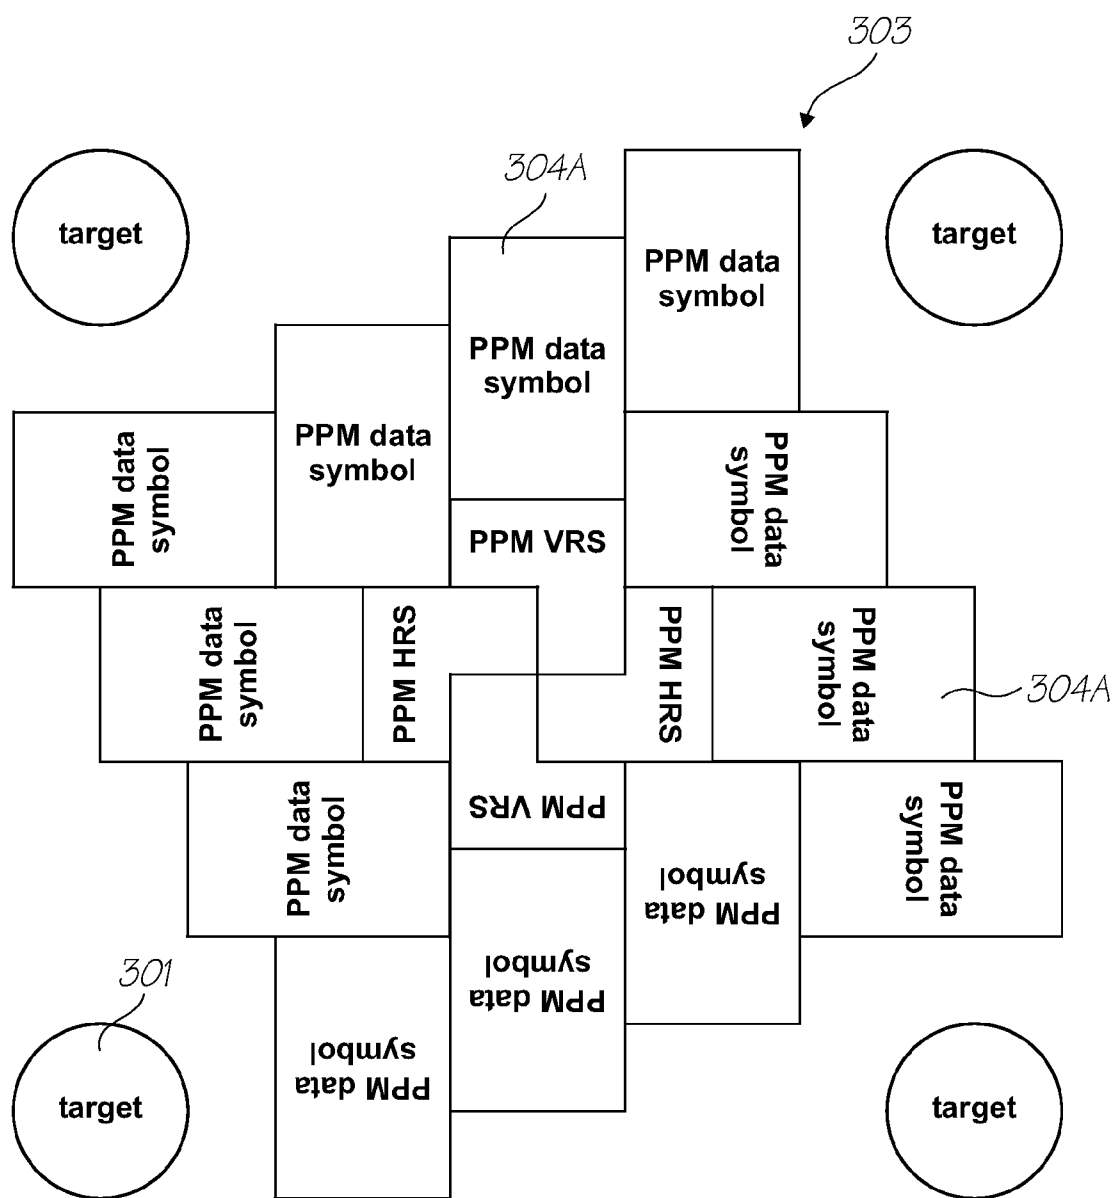 303
304A
target
target
PPM data
symbol
PPM data
symbol
PPM data
symbol
PPM data
symbol
PPM data
symbol
PPM VRS
PPM data
symbol
PPM HRS
PPM HRS
PPM data
symbol
304A
PPM data
symbol
PPM VRS
PPM data
symbol
PPM data
symbol
PPM data
symbol
PPM data
symbol
301
target
target